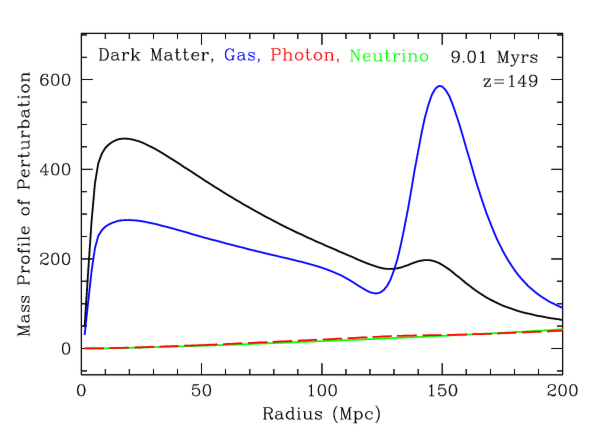 Dark Matter, Gas, Photon, Neutrino 9.01 Myrs
z=149
Mass Profile of Perturbation
600
400
200
0
0 50 100 150 200
Radius (Mpc)